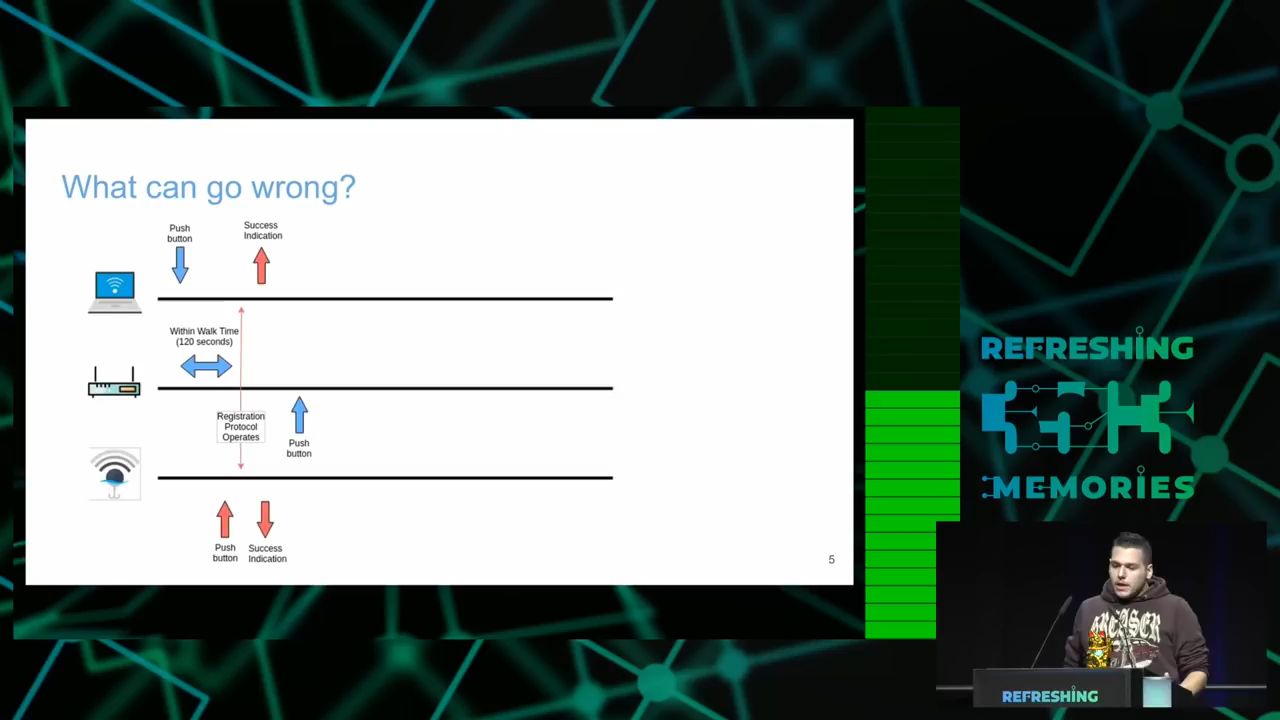 What can go wrong?
Push
button
Success
Indication
Within Walk Time
(120 seconds)
Registration
Protocol
Operates
Push
button
Push
button
Success
Indication
5
REFRESHING
MEMORIES
GREASER
REFRESHING